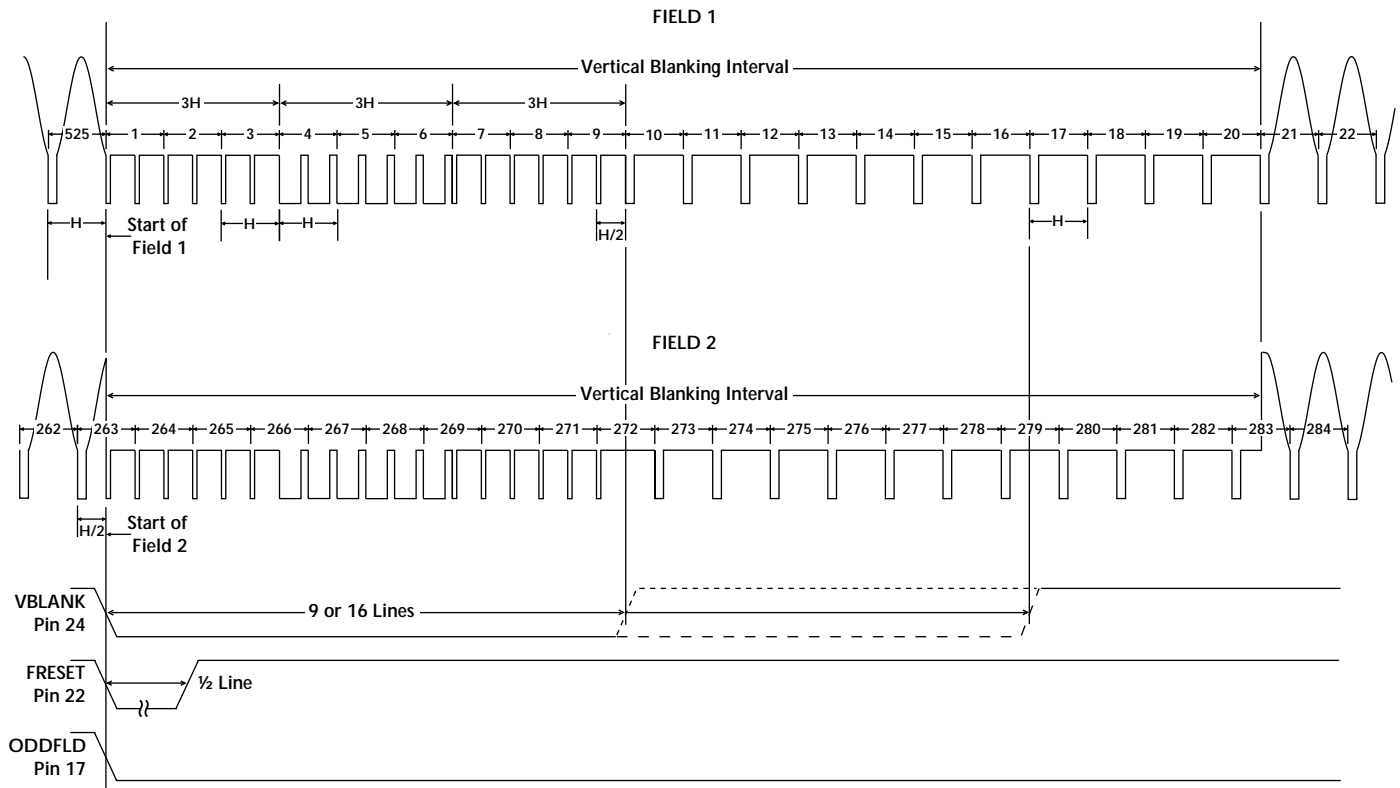 FIELD 1
Vertical Blanking Interval
3H 3H 3H
525 1 2 3 4 5 6 7 8 9 10 11 12 13 14 15 16 17 18 19 20 21 22
H Start of Field 1 H H H/2 H
FIELD 2
Vertical Blanking Interval
262 263 264 265 266 267 268 269 270 271 272 273 274 275 276 277 278 279 280 281 282 283 284
H/2 Start of Field 2
VBLANK
Pin 24
9 or 16 Lines
FRESET
Pin 22
½ Line
ODDFLD
Pin 17